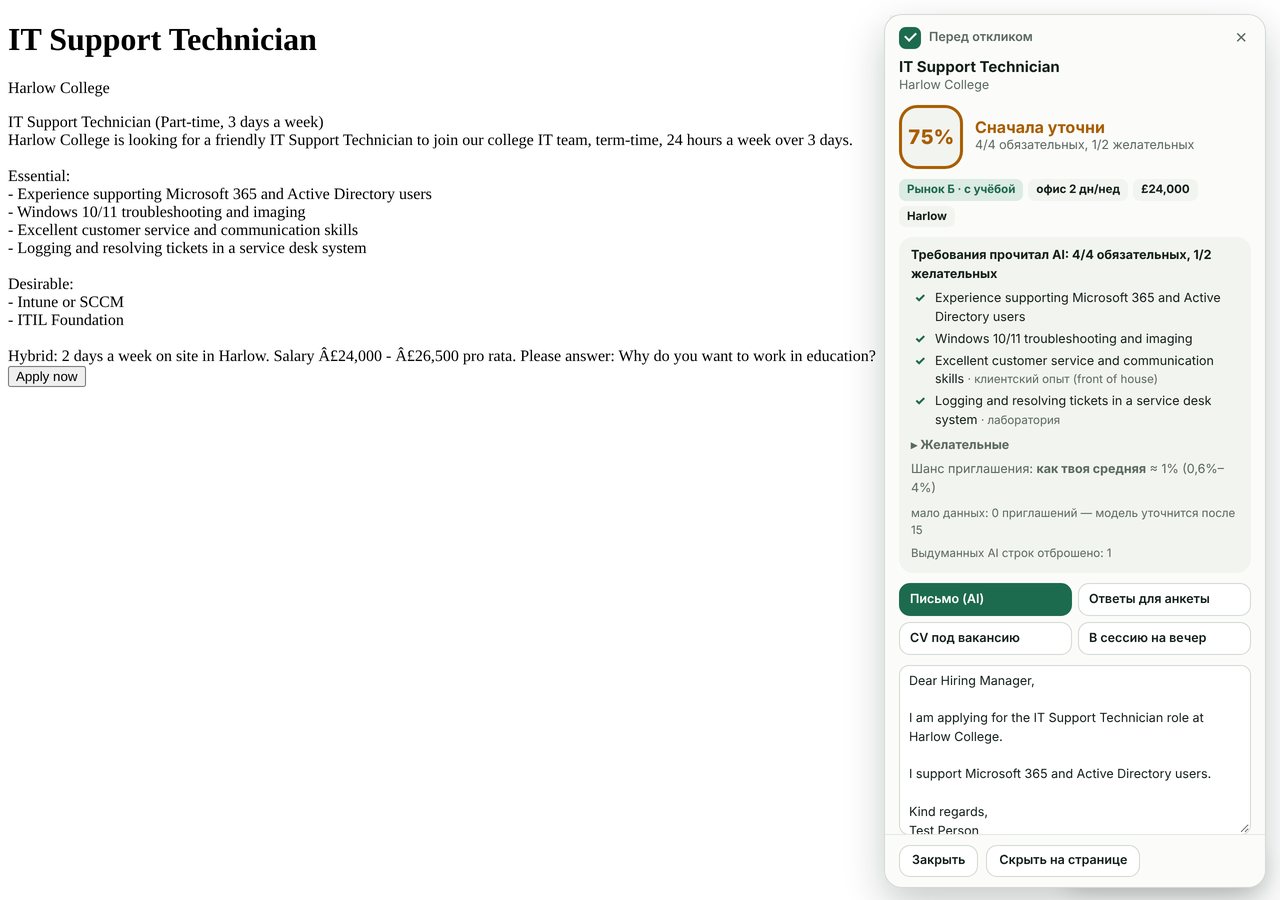 IT Support Technician
Harlow College
IT Support Technician (Part-time, 3 days a week)
Harlow College is looking for a friendly IT Support Technician to join our college IT team, term-time, 24 hours a week over 3 days.
Essential:
- Experience supporting Microsoft 365 and Active Directory users
- Windows 10/11 troubleshooting and imaging
- Excellent customer service and communication skills
- Logging and resolving tickets in a service desk system
Desirable:
- Intune or SCCM
- ITIL Foundation
Hybrid: 2 days a week on site in Harlow. Salary Â£24,000 - Â£26,500 pro rata. Please answer: Why do you want to work in education?
Apply now
Перед откликом
IT Support Technician
Harlow College
75%
Сначала уточни
4/4 обязательных, 1/2 желательных
Рынок Б · с учёбой
офис 2 дн/нед
£24,000
Harlow
Требования прочитал AI: 4/4 обязательных, 1/2
желательных
Experience supporting Microsoft 365 and Active
Directory users
Windows 10/11 troubleshooting and imaging
Excellent customer service and communication
skills · клиентский опыт (front of house)
Logging and resolving tickets in a service desk
system · лаборатория
▸ Желательные
Шанс приглашения: как твоя средняя ≈ 1% (0,6%–
4%)
мало данных: 0 приглашений — модель уточнится после
15
Выдуманных AI строк отброшено: 1
Письмо (AI)
Ответы для анкеты
CV под вакансию
В сессию на вечер
Dear Hiring Manager,
I am applying for the IT Support Technician role at
Harlow College.
I support Microsoft 365 and Active Directory users.
Kind regards,
Test Person
Закрыть
Скрыть на странице